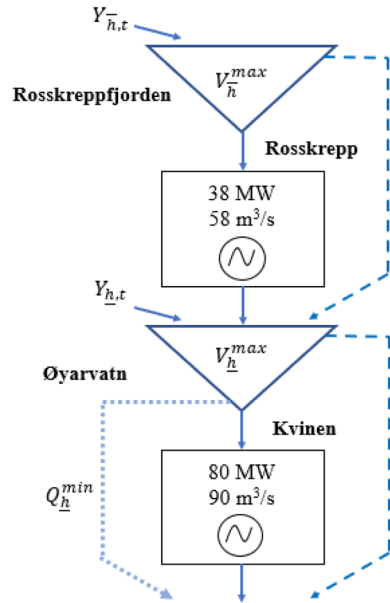 Y_{\overline{h},t}
V_{\overline{h}}^{max}
Rosskreppfjorden
Rosskrepp
38 MW
58 m³/s
Y_{\underline{h},t}
V_{\underline{h}}^{max}
Øyarvatn
Kvinen
Q_{\underline{h}}^{min}
80 MW
90 m³/s